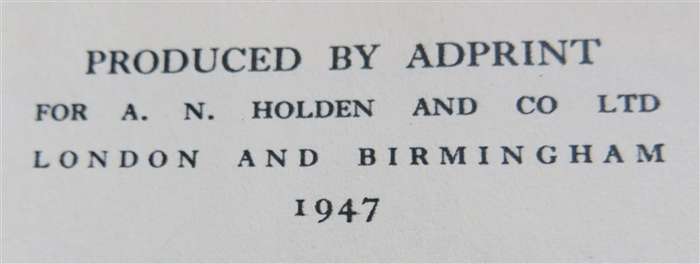 PRODUCED BY ADPRINT
FOR A. N. HOLDEN AND CO LTD
LONDON AND BIRMINGHAM
1947